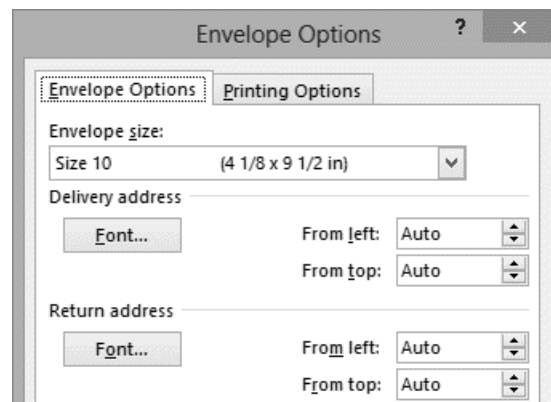 Envelope Options ? ×
Envelope Options Printing Options
Envelope size:
Size 10 (4 1/8 x 9 1/2 in)
Delivery address
Font... From left: Auto
From top: Auto
Return address
Font... From left: Auto
From top: Auto